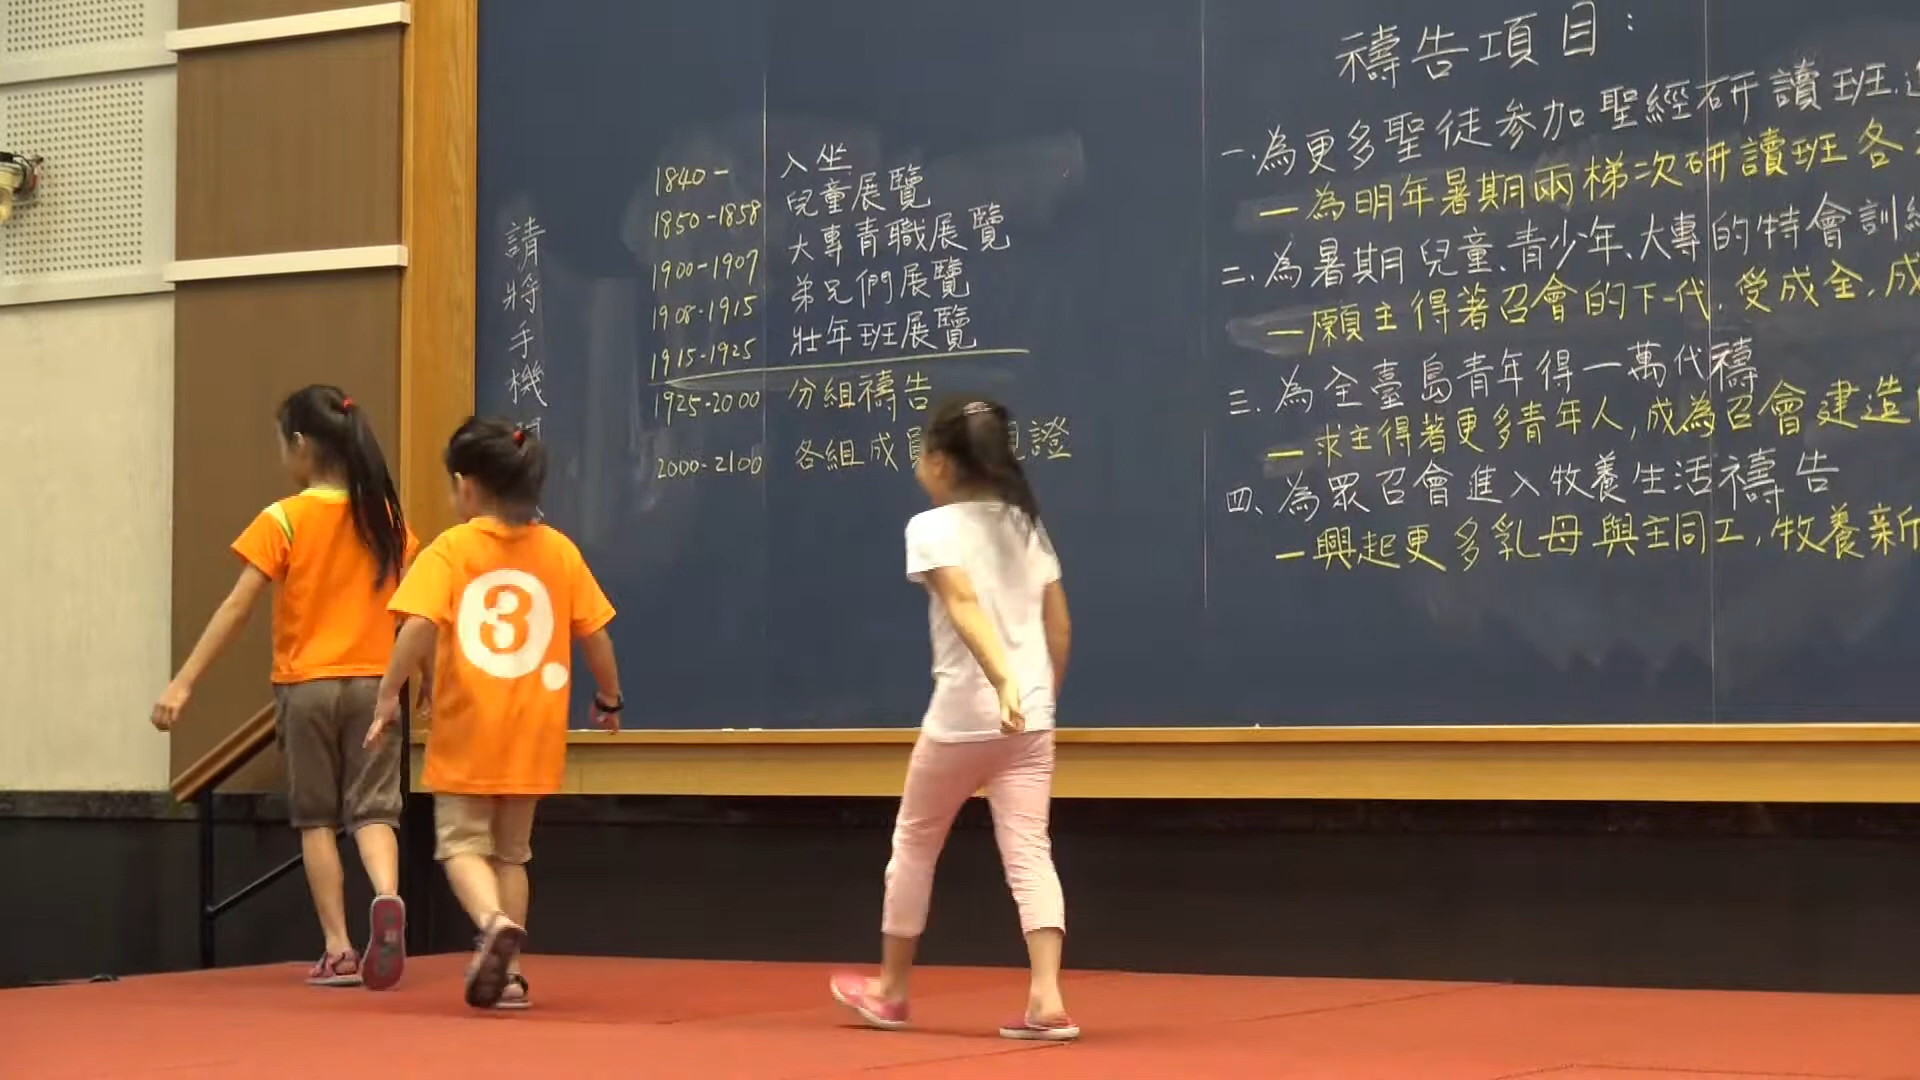 請將手機
1840- 入坐
1850-1858 兒童展覽
1900-1907 大專青職展覽
1908-1915 弟兄們展覽
1915-1925 壯年班展覽
1925-2000 分組禱告
2000-2100 各組成 證
禱告項目:
一、為更多聖徒參加聖經研讀班
—為明年暑期兩梯次研讀班各
二、為暑期兒童、青少年、大專的特會訓
—願主得著召會的下一代,受成全,成
三、為全臺島青年得一萬代禱
—求主得著更多青年人,成為召會建造
四、為眾召會進入牧養生活禱告
—興起更多乳母與主同工,牧養新
3